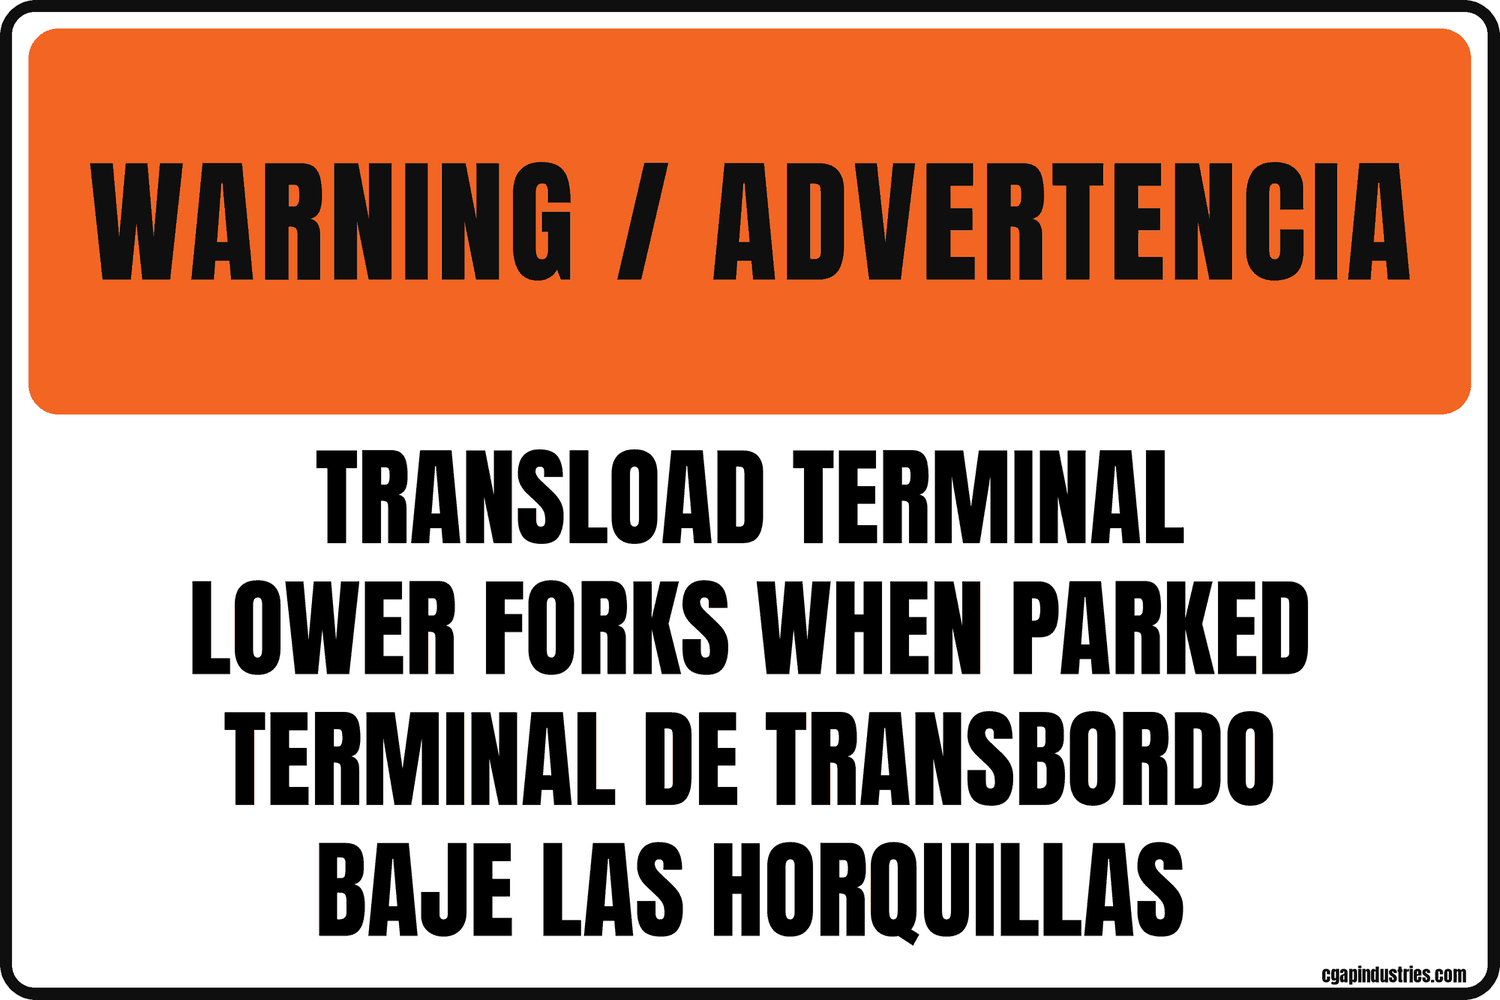 WARNING / ADVERTENCIA
TRANSLOAD TERMINAL
LOWER FORKS WHEN PARKED
TERMINAL DE TRANSBORDO
BAJE LAS HORQUILLAS
cgapindustries.com